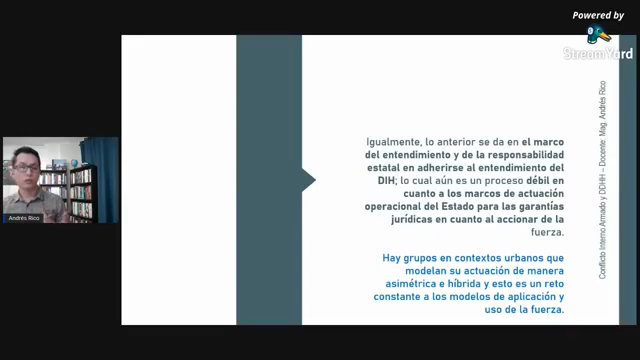 Powered by
StreamYard
Igualmente, lo anterior se da en el marco
del entendimiento y de la responsabilidad
estatal en adherirse al entendimiento del
DIH; lo cual aún es un proceso débil en
cuanto a los marcos de actuación
operacional del Estado para las garantías
jurídicas en cuanto al accionar de la
fuerza.
Hay grupos en contextos urbanos que
modelan su actuación de manera
asimétrica e híbrida y esto es un reto
constante a los modelos de aplicación y
uso de la fuerza.
Conflicto Interno Armado y DDHH – Docente: Mag. Andrés Rico
Andrés Rico